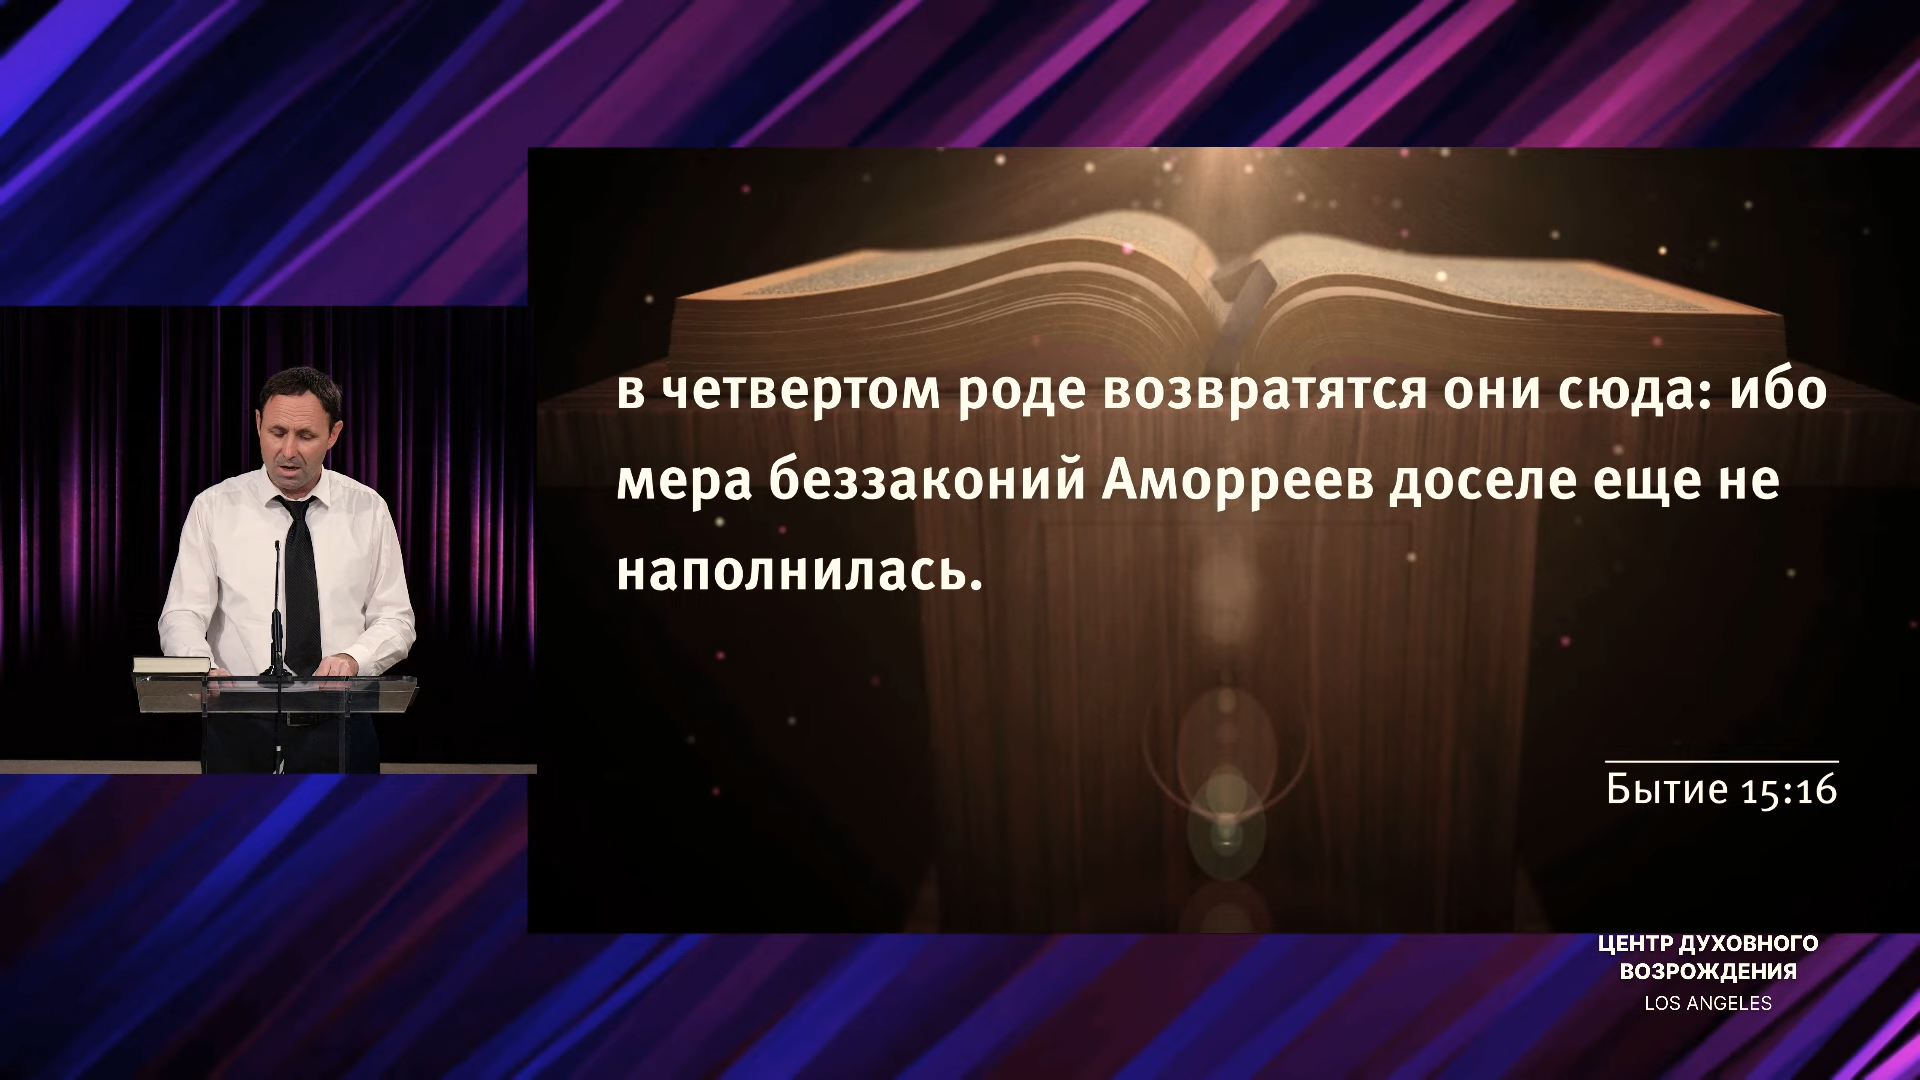 в четвертом роде возвратятся они сюда: ибо
мера беззаконий Аморреев доселе еще не
наполнилась.
Бытие 15:16
ЦЕНТР ДУХОВНОГО
ВОЗРОЖДЕНИЯ
LOS ANGELES